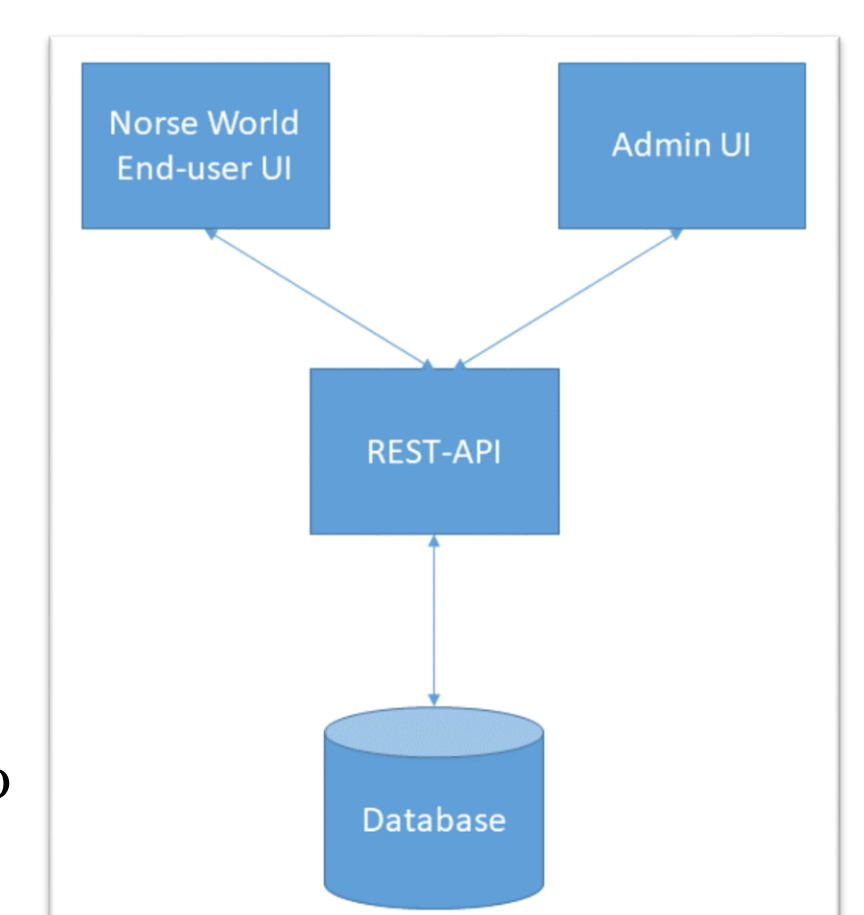 Norse World
End-user UI
Admin UI
REST-API
Database